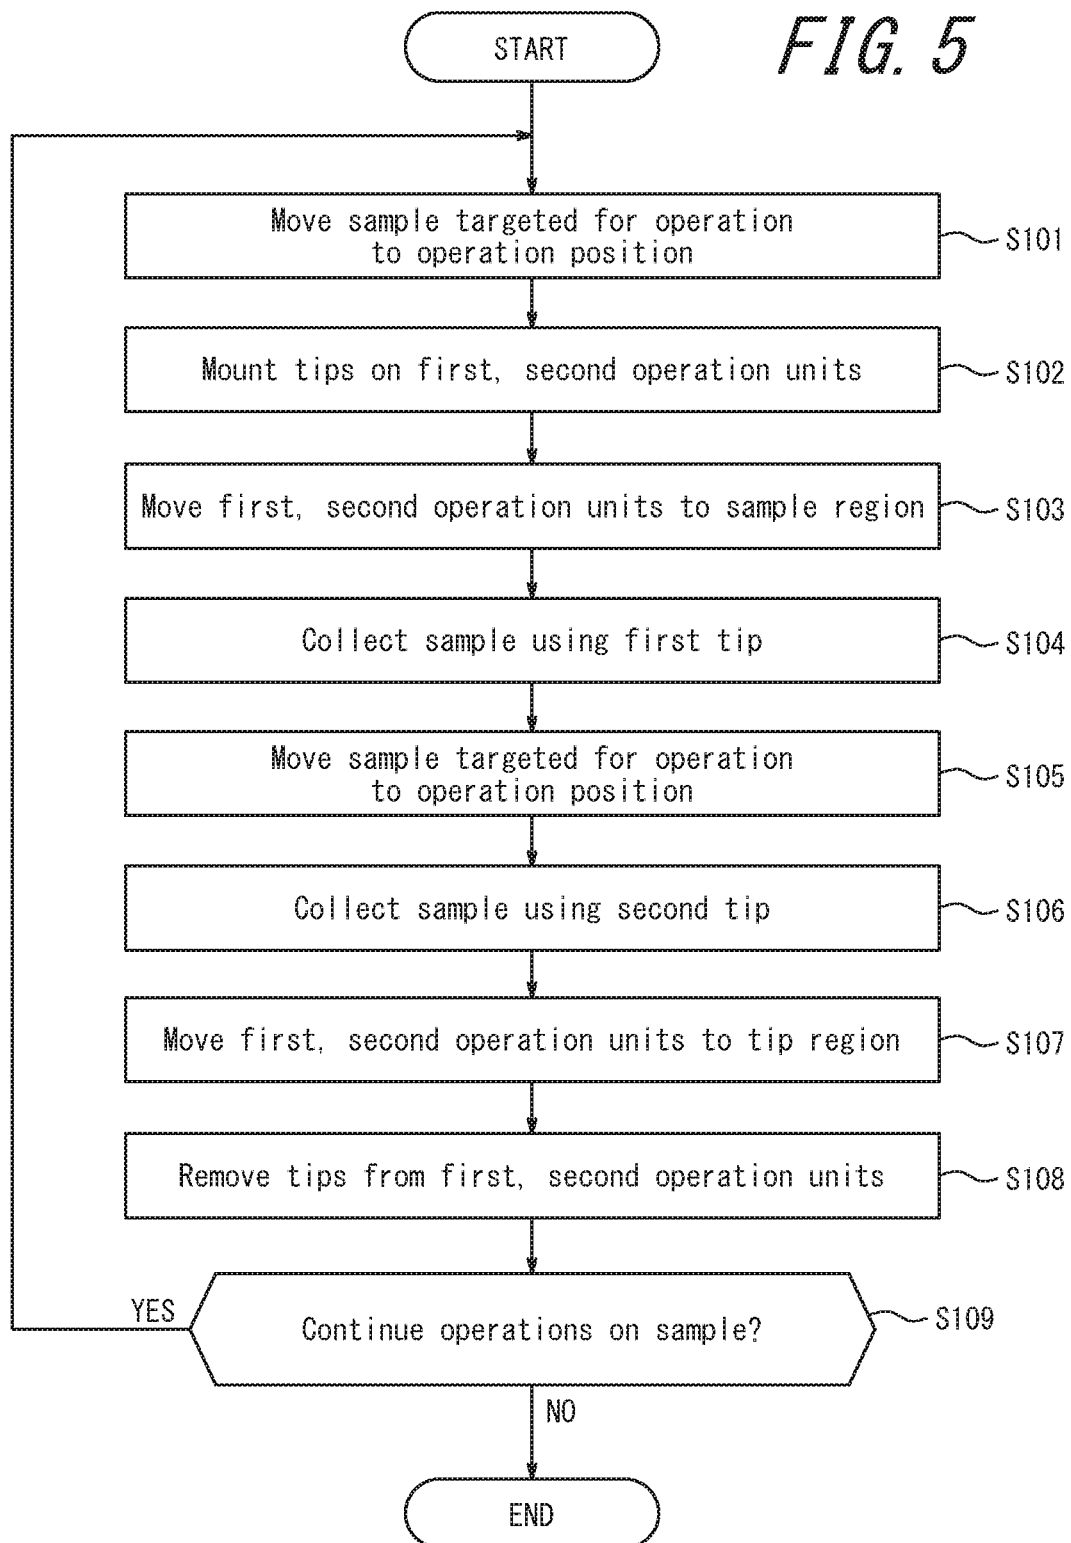 FIG. 5
START
Move sample targeted for operation
to operation position
S101
Mount tips on first, second operation units
S102
Move first, second operation units to sample region
S103
Collect sample using first tip
S104
Move sample targeted for operation
to operation position
S105
Collect sample using second tip
S106
Move first, second operation units to tip region
S107
Remove tips from first, second operation units
S108
YES
Continue operations on sample?
S109
NO
END